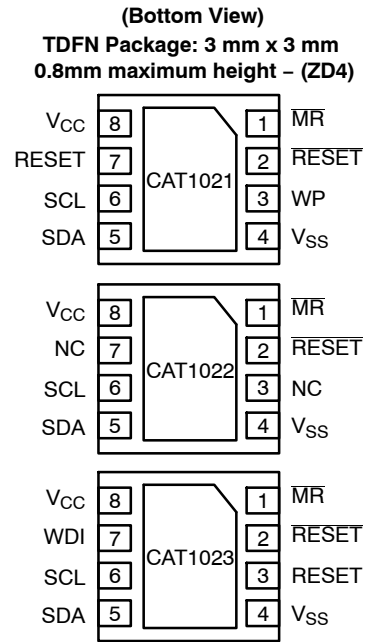 (Bottom View)
TDFN Package: 3 mm x 3 mm
0.8mm maximum height – (ZD4)
VCC 8 1 MR
RESET 7 2 RESET
CAT1021
SCL 6 3 WP
SDA 5 4 VSS
VCC 8 1 MR
NC 7 2 RESET
CAT1022
SCL 6 3 NC
SDA 5 4 VSS
VCC 8 1 MR
WDI 7 2 RESET
CAT1023
SCL 6 3 RESET
SDA 5 4 VSS